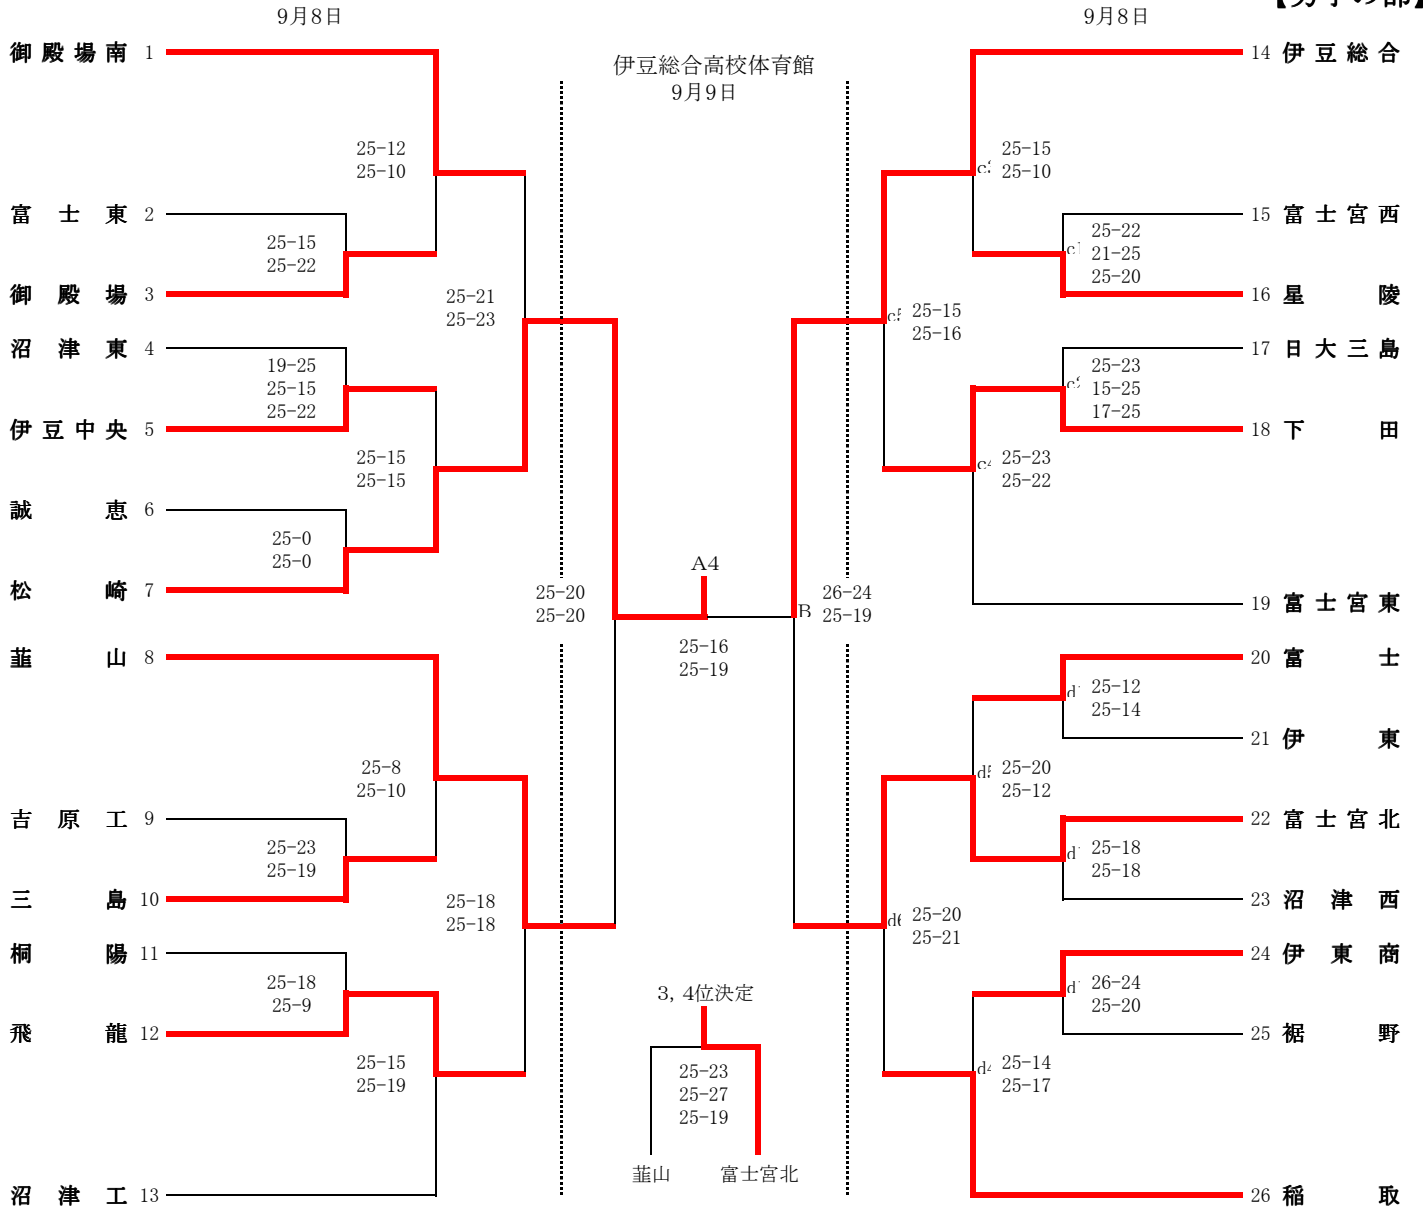 9月8日
9月8日
伊豆総合高校体育館
9月9日
御殿場南 1
25-12
25-10
富士東 2
25-15
25-22
御殿場 3
25-21
25-23
沼津東 4
19-25
25-15
25-22
伊豆中央 5
25-15
25-15
誠恵 6
25-0
25-0
松崎 7
25-20
25-20
韮山 8
25-8
25-10
吉原工 9
25-23
25-19
三島 10
25-18
25-18
桐陽 11
25-18
25-9
飛龍 12
25-15
25-19
沼津工 13
A4
25-16
25-19
B
26-24
25-19
3, 4位決定
25-23
25-27
25-19
韮山
富士宮北
14 伊豆総合
25-15
25-10
15 富士宮西
25-22
21-25
25-20
16 星陵
25-15
25-16
17 日大三島
25-23
15-25
17-25
18 下田
25-23
25-22
19 富士宮東
20 富士
25-12
25-14
21 伊東
25-20
25-12
22 富士宮北
25-18
25-18
23 沼津西
25-20
25-21
24 伊東商
26-24
25-20
25 裾野
25-14
25-17
26 稲取